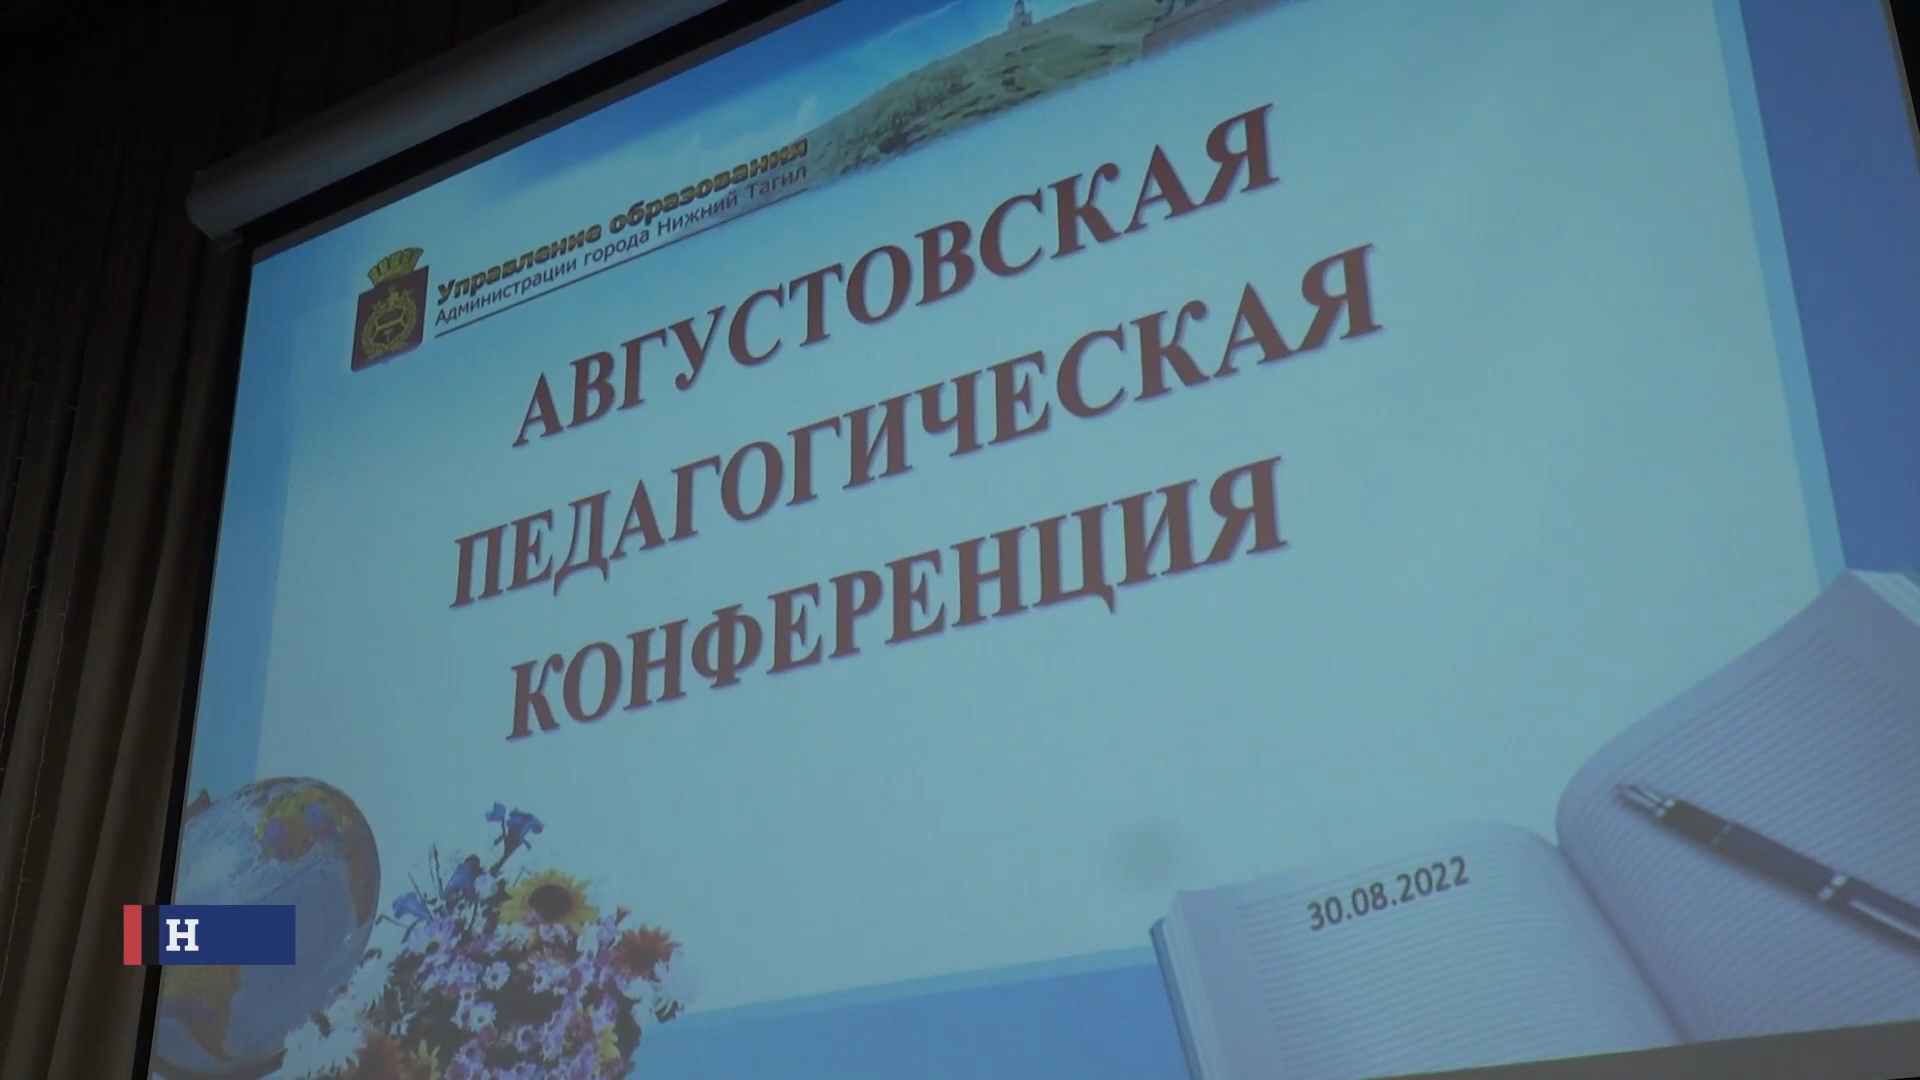 Управление образования
Администрации города Нижний Тагил
АВГУСТОВСКАЯ
ПЕДАГОГИЧЕСКАЯ
КОНФЕРЕНЦИЯ
30.08.2022
Н